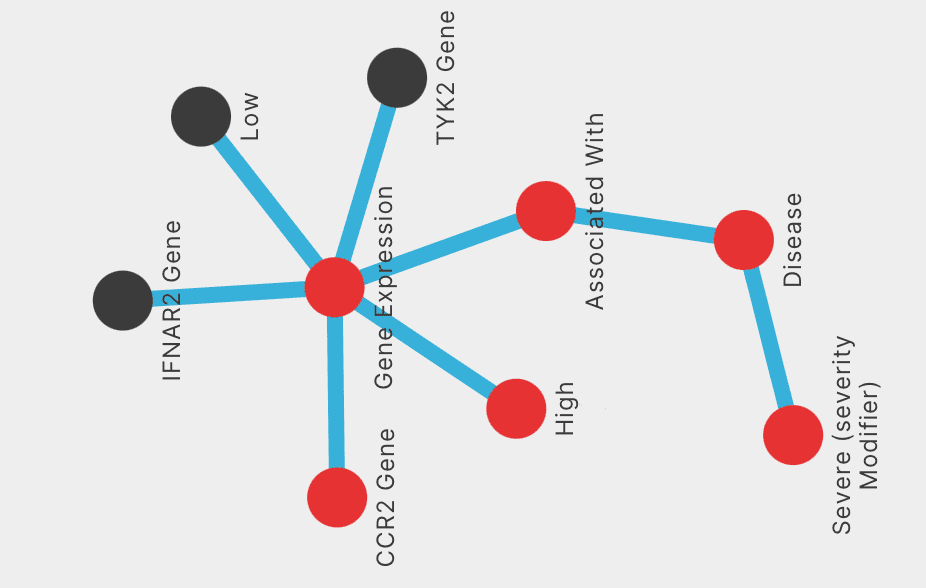 IFNAR2 Gene
Low
CCR2 Gene
Gene Expression
TYK2 Gene
High
Associated With
Disease
Severe (severity
Modifier)